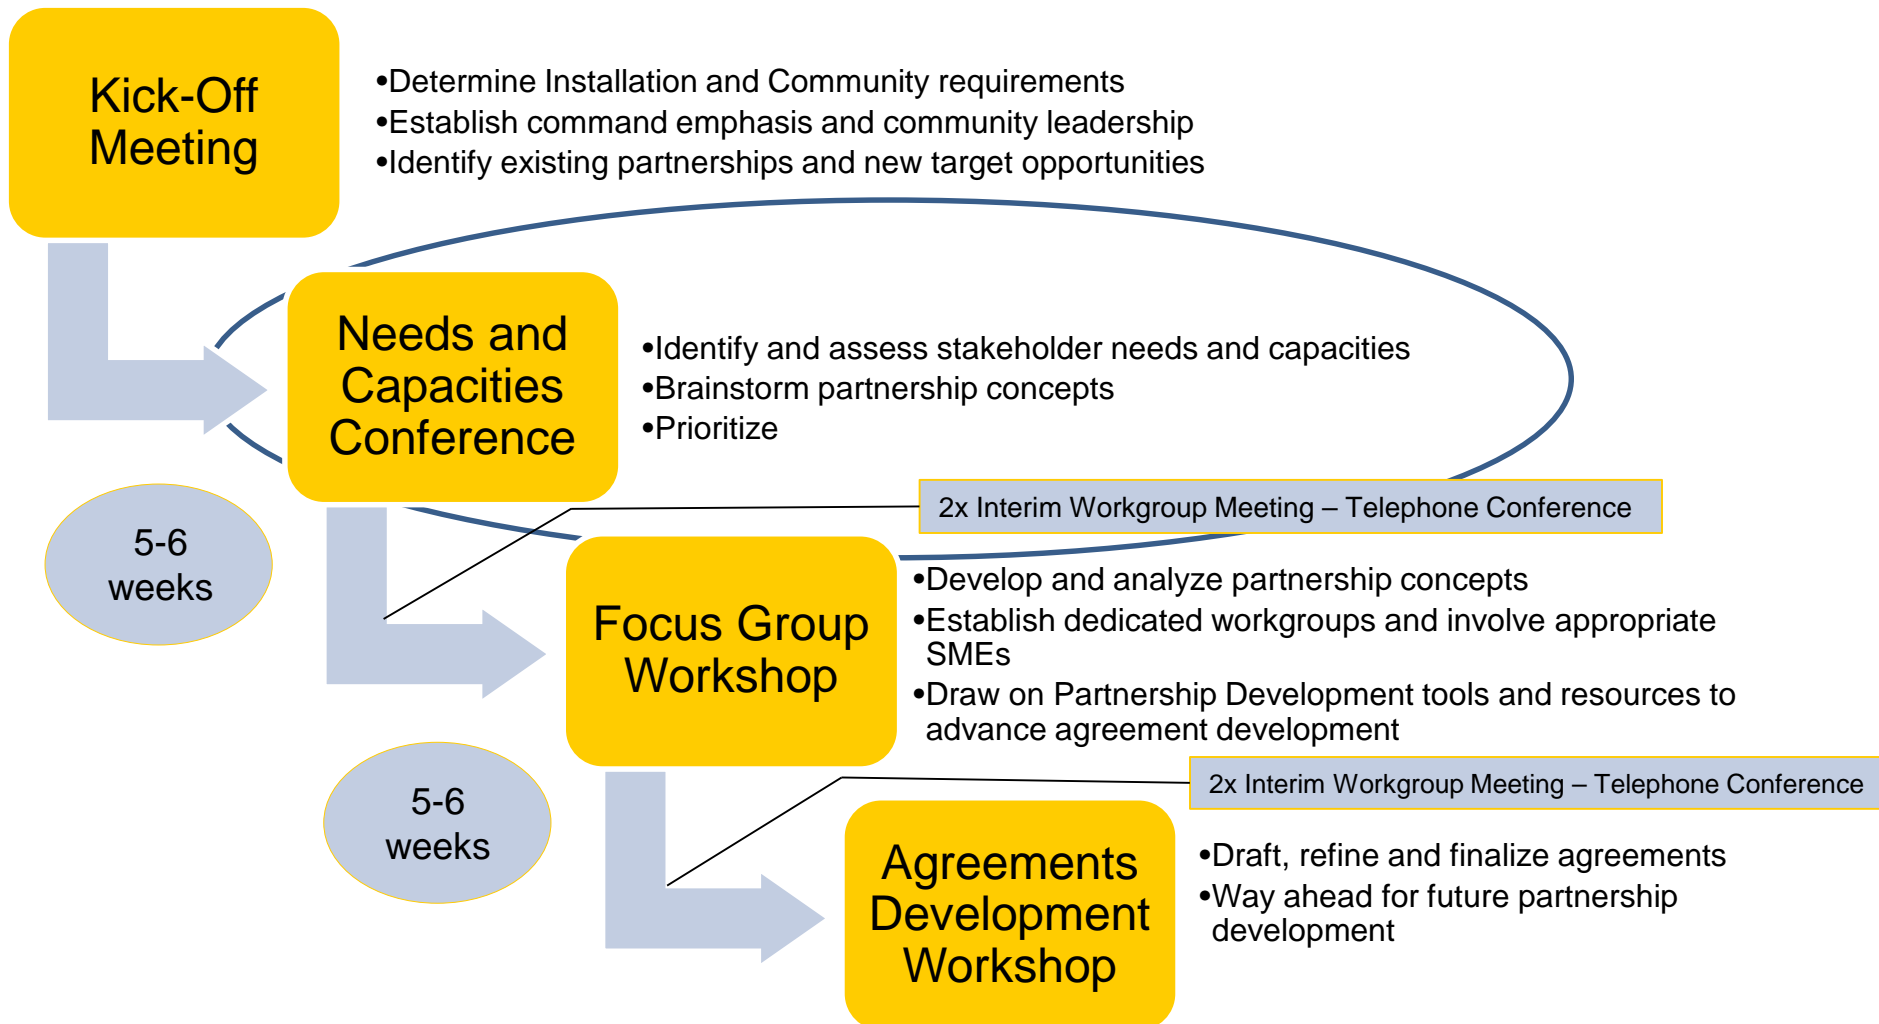 Kick-Off
Meeting
•Determine Installation and Community requirements
•Establish command emphasis and community leadership
•Identify existing partnerships and new target opportunities
Needs and
Capacities
Conference
•Identify and assess stakeholder needs and capacities
•Brainstorm partnership concepts
•Prioritize
5-6
weeks
2x Interim Workgroup Meeting – Telephone Conference
Focus Group
Workshop
•Develop and analyze partnership concepts
•Establish dedicated workgroups and involve appropriate
SMEs
•Draw on Partnership Development tools and resources to
advance agreement development
5-6
weeks
2x Interim Workgroup Meeting – Telephone Conference
Agreements
Development
Workshop
•Draft, refine and finalize agreements
•Way ahead for future partnership
development